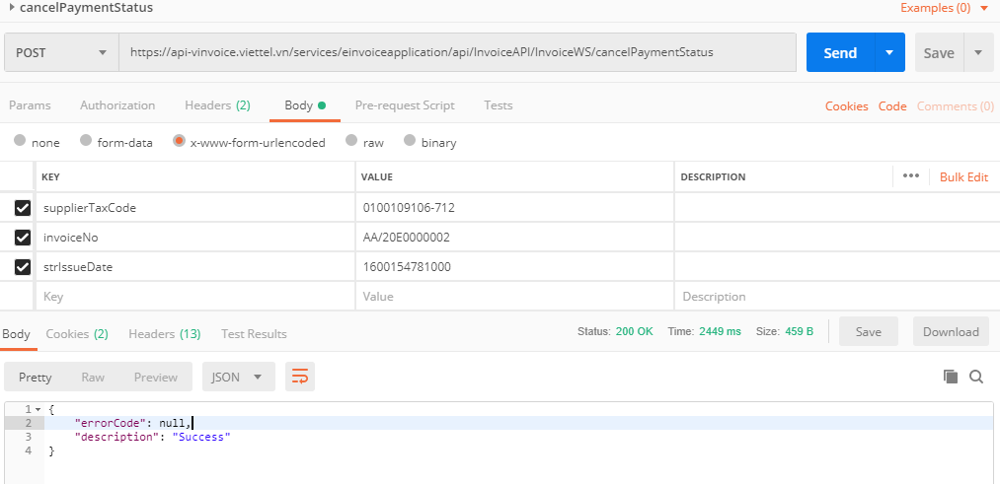 cancelPaymentStatus Examples (0)
POST https://api-vinvoice.viettel.vn/services/einvoiceapplication/api/InvoiceAPI/InvoiceWS/cancelPaymentStatus Send Save
Params Authorization Headers (2) Body Pre-request Script Tests Cookies Code Comments (0)
none form-data x-www-form-urlencoded raw binary
KEY VALUE DESCRIPTION ••• Bulk Edit
supplierTaxCode 0100109106-712
invoiceNo AA/20E0000002
strIssueDate 1600154781000
Key Value Description
Body Cookies (2) Headers (13) Test Results Status: 200 OK Time: 2449 ms Size: 459 B Save Download
Pretty Raw Preview JSON
1 {
2 "errorCode": null,
3 "description": "Success"
4 }